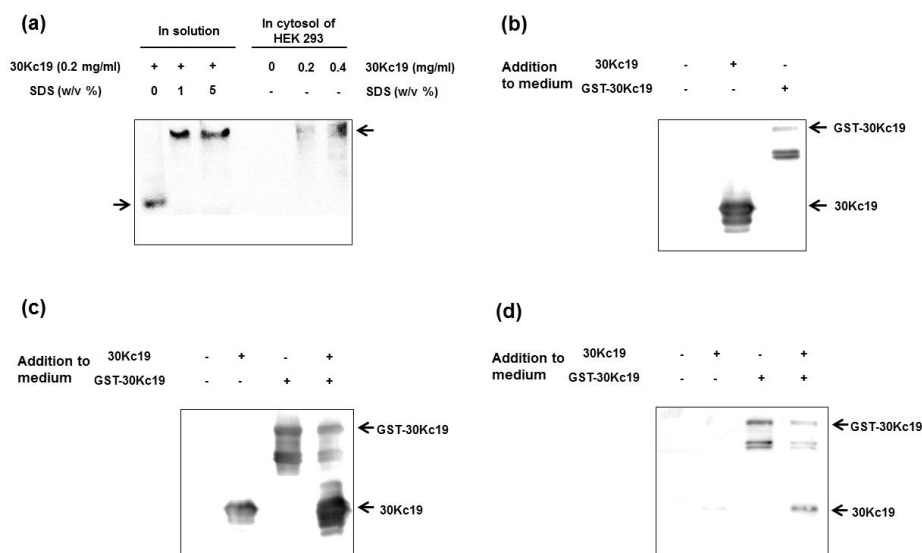 (a)
In solution
In cytosol of
HEK 293
30Kc19 (0.2 mg/ml) + + + 0 0.2 0.4 30Kc19 (mg/ml)
SDS (w/v %) 0 1 5 - - - SDS (w/v %)
(b)
Addition
to medium
30Kc19 - +
GST-30Kc19 - - +
GST-30Kc19
30Kc19
(c)
Addition to
medium
30Kc19 - + - +
GST-30Kc19 - - + +
GST-30Kc19
30Kc19
(d)
Addition to
medium
30Kc19 - + - +
GST-30Kc19 - - + +
GST-30Kc19
30Kc19